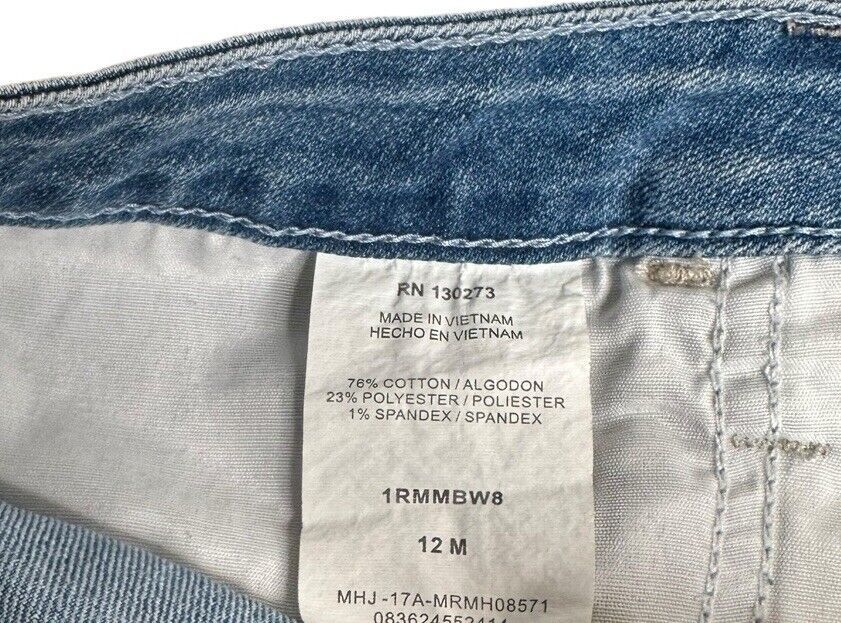 RN 130273
MADE IN VIETNAM
HECHO EN VIETNAM
76% COTTON / ALGODON
23% POLYESTER / POLIESTER
1% SPANDEX / SPANDEX
1RMMBW8
12 M
MHJ -17A-MRMH08571
083624552414